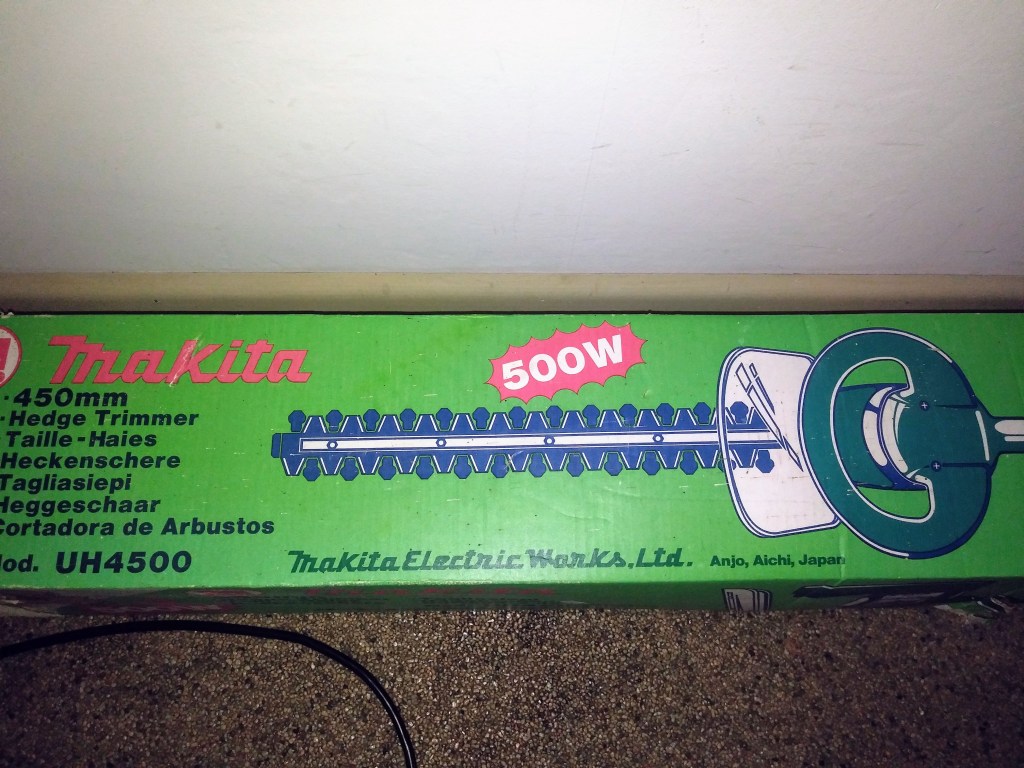 !
Makita
500W
·450mm
·Hedge Trimmer
·Taille-Haies
Heckenschere
Tagliasiepi
Heggeschaar
Cortadora de Arbustos
Mod. UH4500
Makita Electric Works, Ltd. Anjo, Aichi, Japan